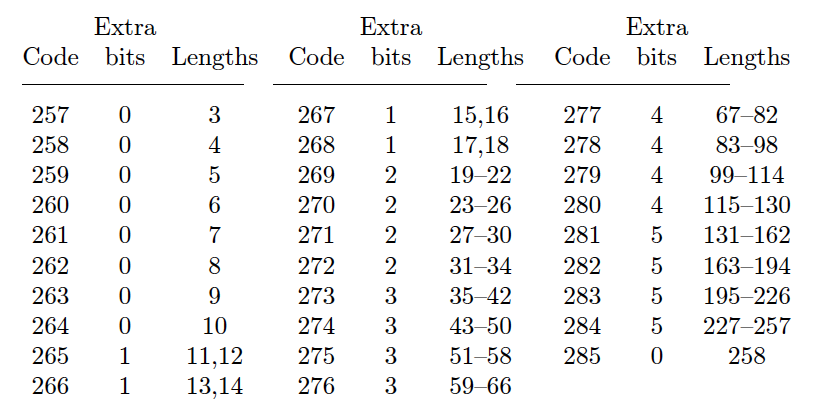 Extra Extra Extra
Code bits Lengths Code bits Lengths Code bits Lengths
257 0 3 267 1 15,16 277 4 67–82
258 0 4 268 1 17,18 278 4 83–98
259 0 5 269 2 19–22 279 4 99–114
260 0 6 270 2 23–26 280 4 115–130
261 0 7 271 2 27–30 281 5 131–162
262 0 8 272 2 31–34 282 5 163–194
263 0 9 273 3 35–42 283 5 195–226
264 0 10 274 3 43–50 284 5 227–257
265 1 11,12 275 3 51–58 285 0 258
266 1 13,14 276 3 59–66